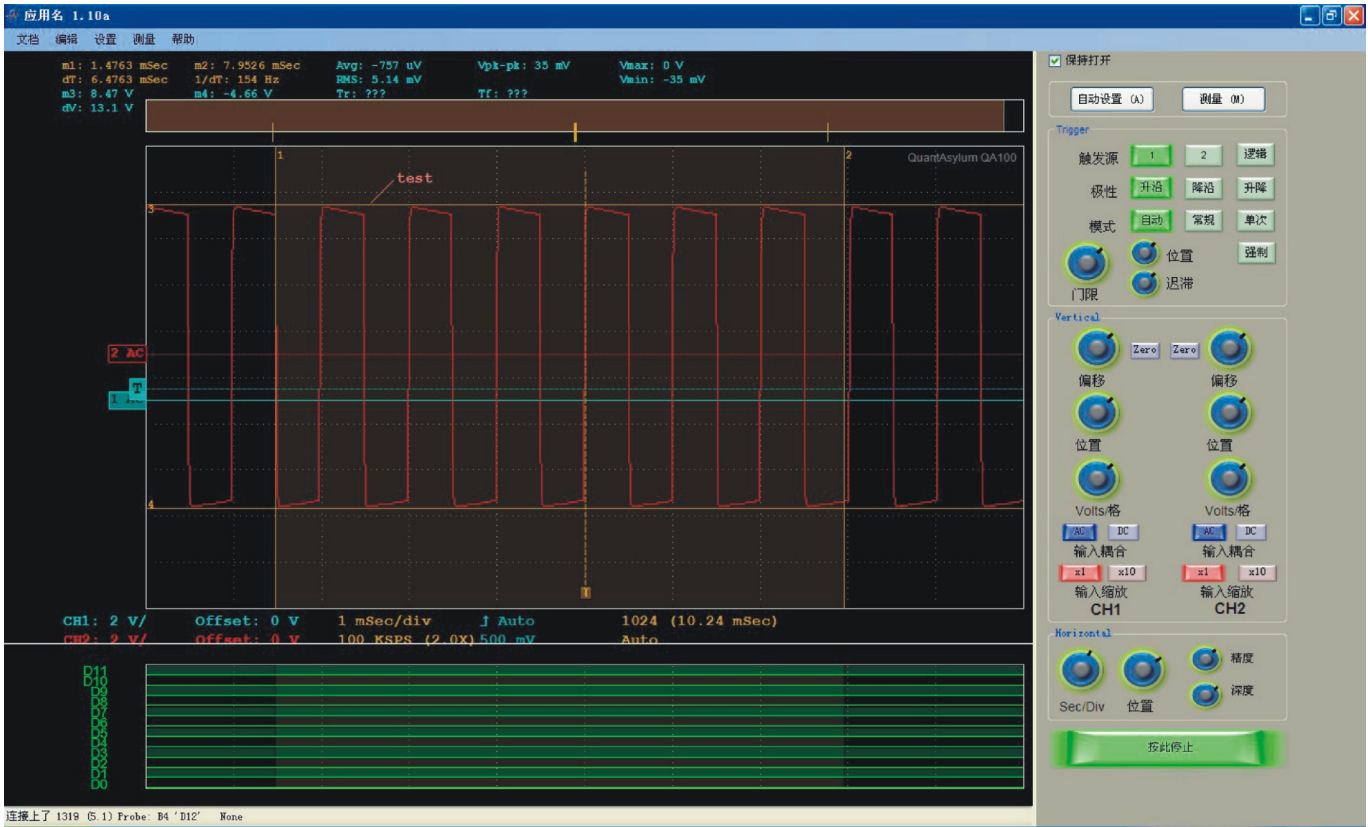 应用名 1.10a
文档 编辑 设置 测量 帮助
m1: 1.4763 mSec m2: 7.9526 mSec Avg: -757 uV Vpk-pk: 35 mV Vmax: 0 V
dT: 6.4763 mSec 1/dT: 154 Hz RMS: 5.14 mV Vmin: -35 mV
m3: 8.47 V m4: -4.66 V Tr: ??? Tf: ???
dV: 13.1 V
1 2 QuantAsylum QA100
test
3
2 AC
T
1 AC
4
T
CH1: 2 V/ Offset: 0 V 1 mSec/div Auto 1024 (10.24 mSec)
CH2: 2 V/ Offset: 0 V 100 KSPS (2.0X) 500 mV Auto
D11
D10
D9
D8
D7
D6
D5
D4
D3
D2
D1
D0
连接上了 1319 (5.1) Probe: B4 'D12' None
保持打开
自动设置 (A) 测量 (M)
Trigger
触发源 1 2 逻辑
极性 升沿 降沿 升降
模式 自动 常规 单次
位置 强制
门限 迟滞
Vertical
Zero Zero
偏移 偏移
位置 位置
Volts/格 Volts/格
AC DC AC DC
输入耦合 输入耦合
x1 x10 x1 x10
输入缩放 输入缩放
CH1 CH2
Horizontal
精度
深度
Sec/Div 位置
按此停止